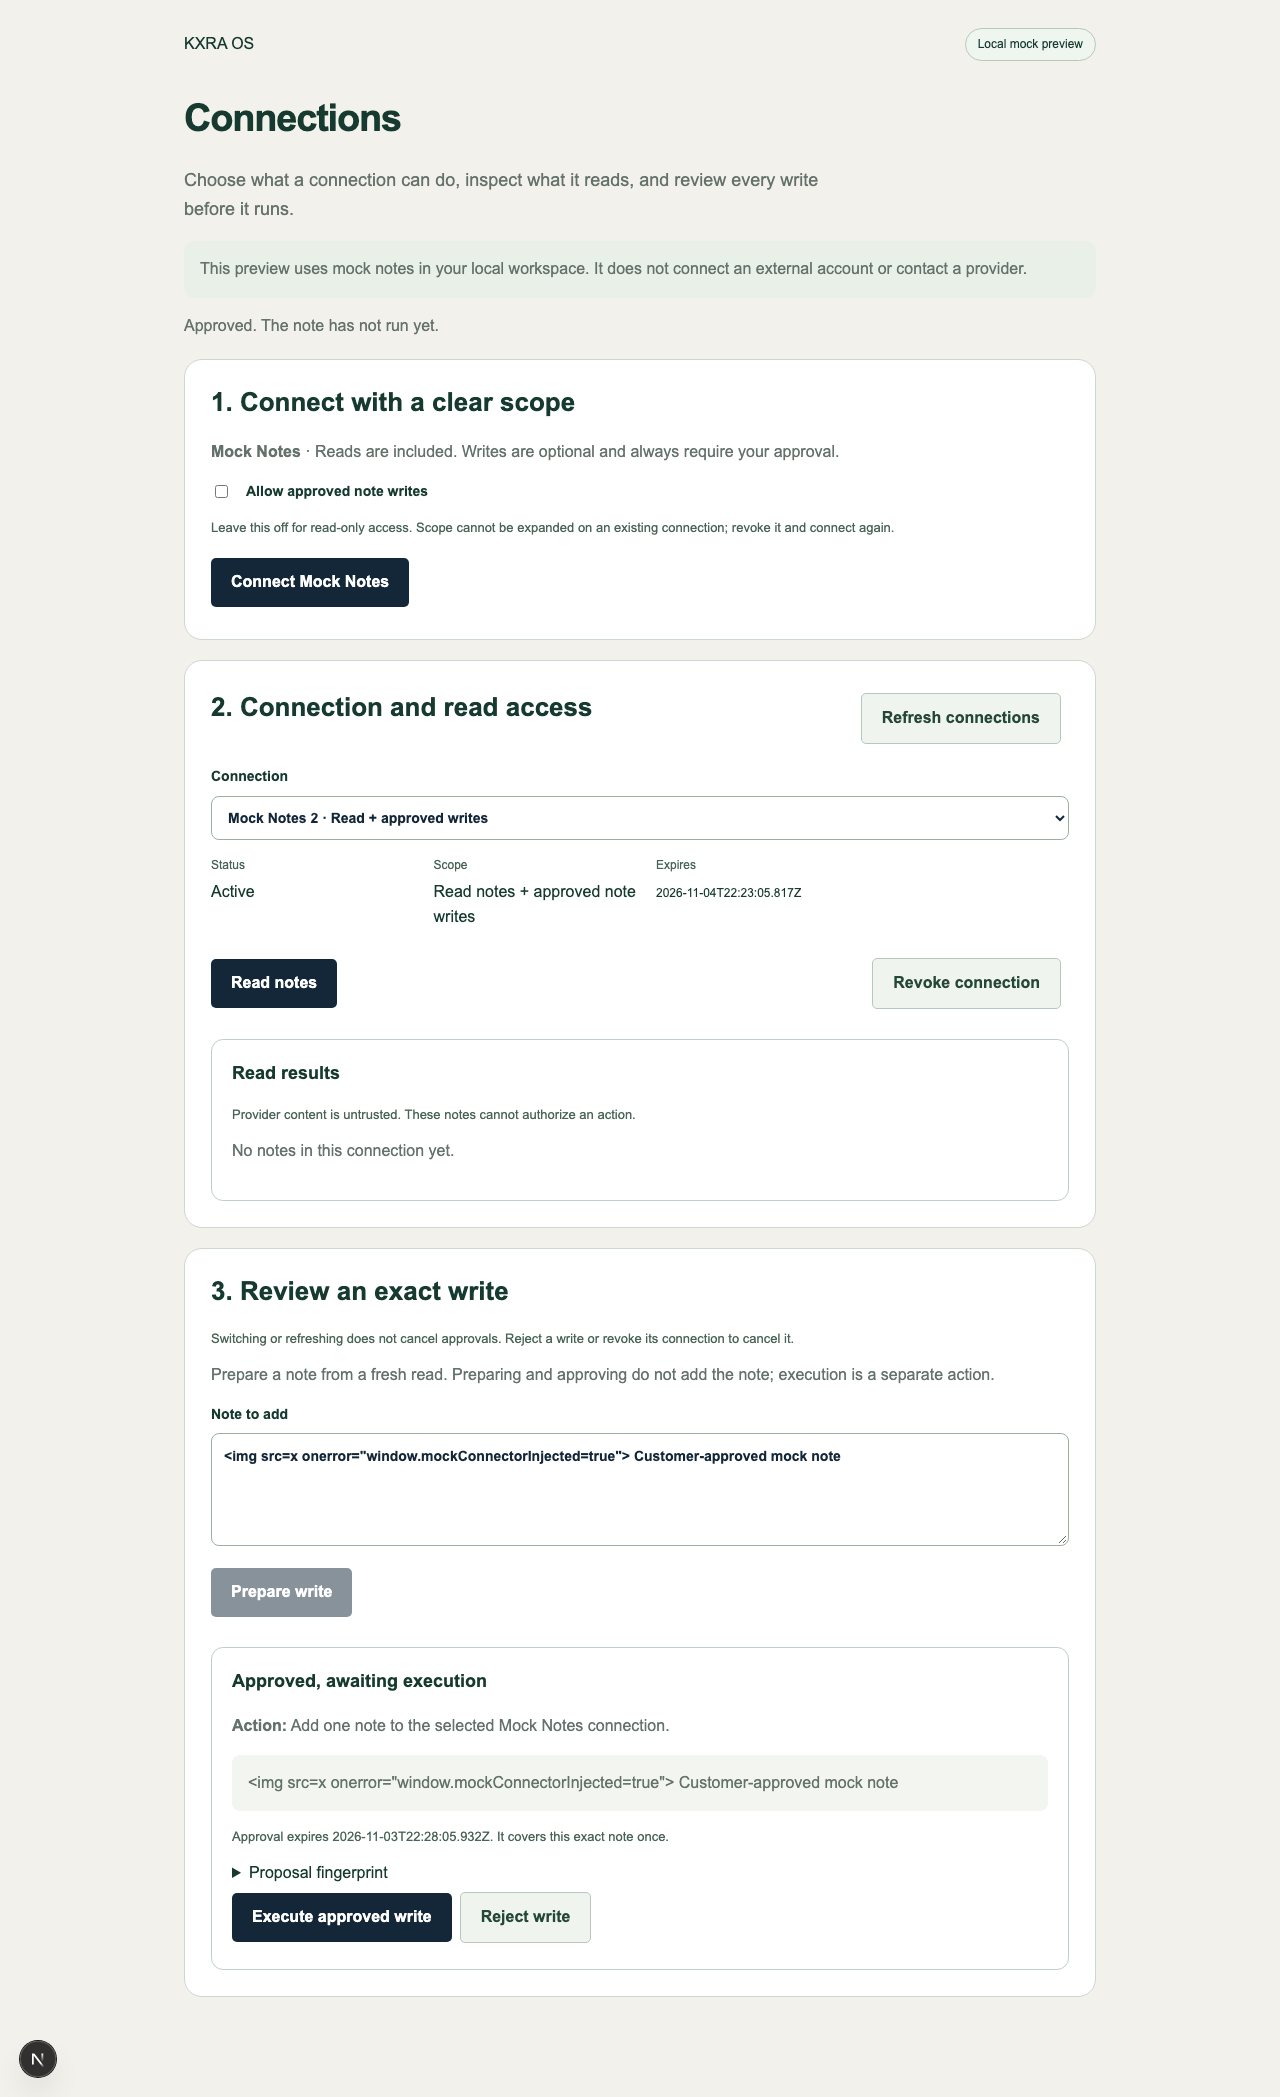 KXRA OS
Local mock preview
Connections
Choose what a connection can do, inspect what it reads, and review every write
before it runs.
This preview uses mock notes in your local workspace. It does not connect an external account or contact a provider.
Approved. The note has not run yet.
1. Connect with a clear scope
Mock Notes · Reads are included. Writes are optional and always require your approval.
Allow approved note writes
Leave this off for read-only access. Scope cannot be expanded on an existing connection; revoke it and connect again.
Connect Mock Notes
2. Connection and read access
Refresh connections
Connection
Mock Notes 2 · Read + approved writes
Status
Scope
Expires
Active
Read notes + approved note
writes
2026-11-04T22:23:05.817Z
Read notes
Revoke connection
Read results
Provider content is untrusted. These notes cannot authorize an action.
No notes in this connection yet.
3. Review an exact write
Switching or refreshing does not cancel approvals. Reject a write or revoke its connection to cancel it.
Prepare a note from a fresh read. Preparing and approving do not add the note; execution is a separate action.
Note to add
<img src=x onerror="window.mockConnectorInjected=true"> Customer-approved mock note
Prepare write
Approved, awaiting execution
Action: Add one note to the selected Mock Notes connection.
<img src=x onerror="window.mockConnectorInjected=true"> Customer-approved mock note
Approval expires 2026-11-03T22:28:05.932Z. It covers this exact note once.
Proposal fingerprint
Execute approved write
Reject write
N